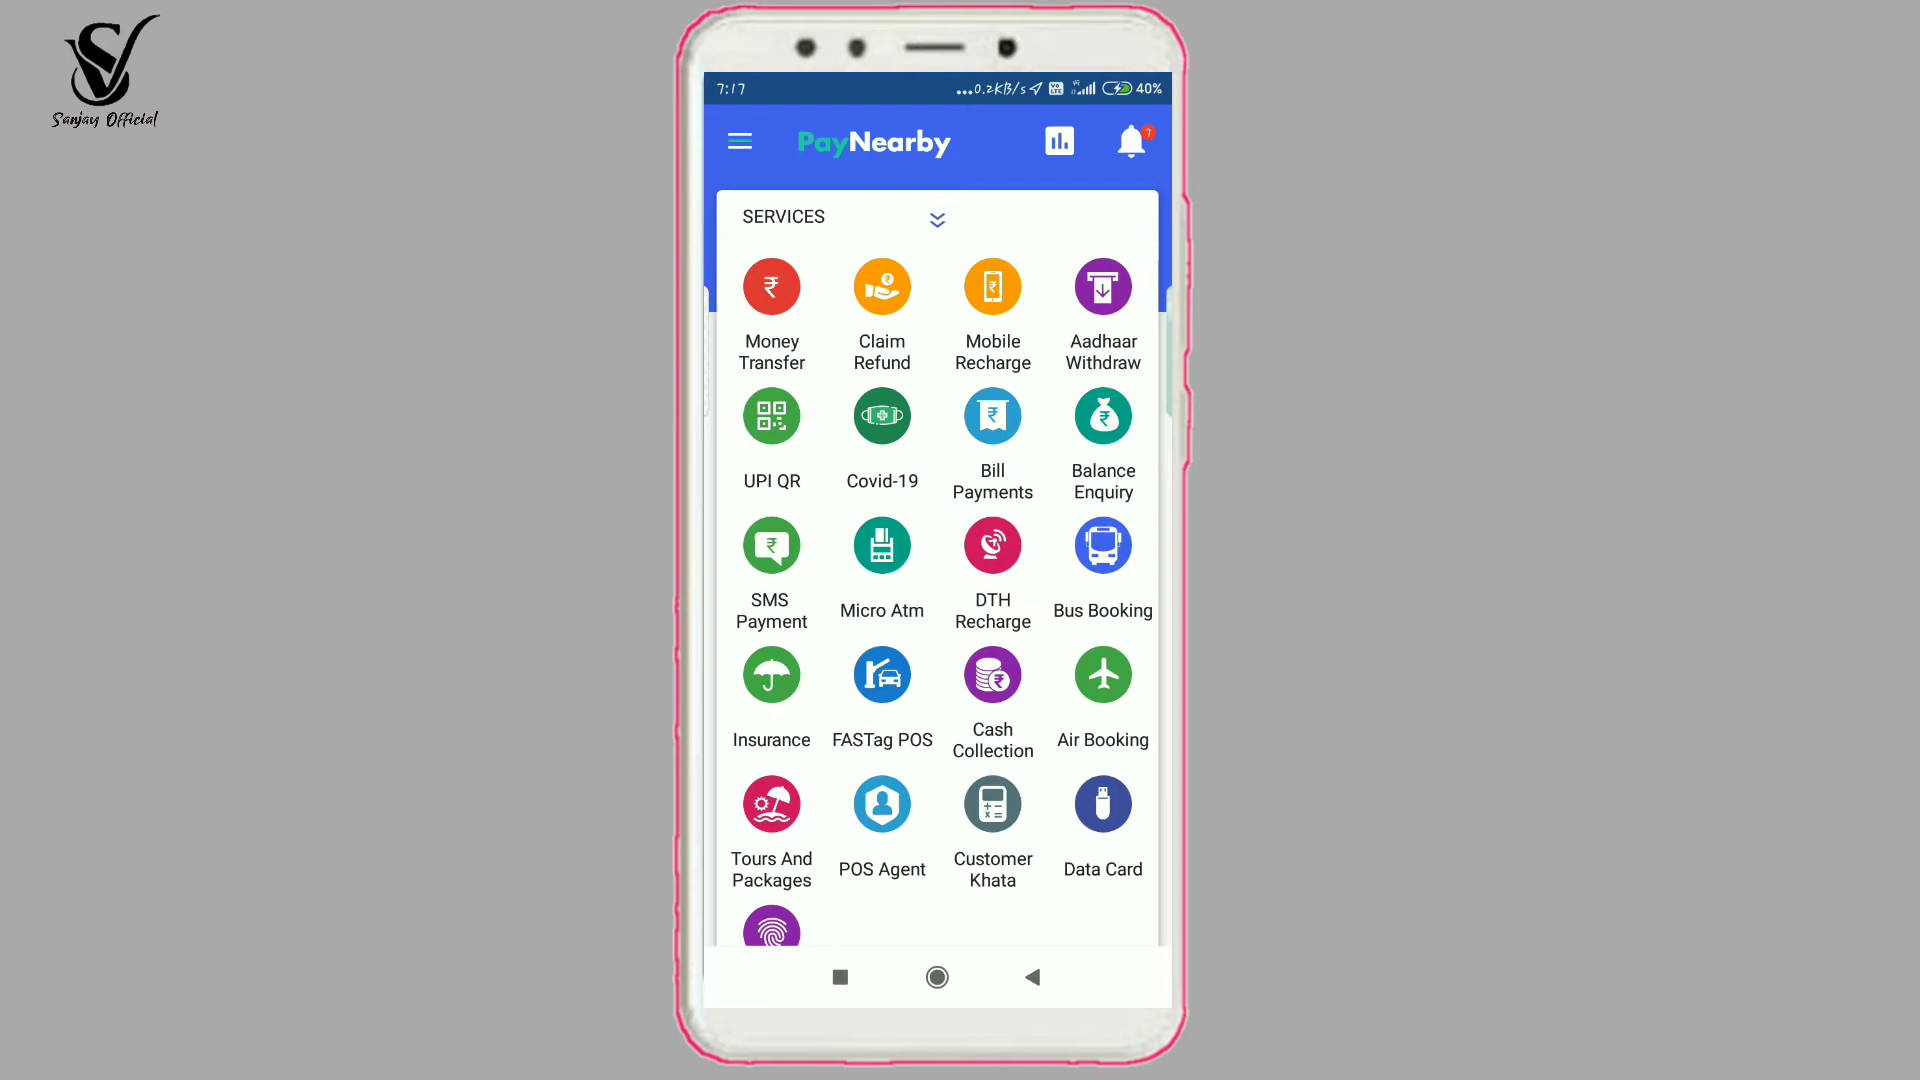 Sanjay Official
7:17
...0.2KB/s
40%
PayNearby
7
SERVICES
Money
Transfer
Claim
Refund
Mobile
Recharge
Aadhaar
Withdraw
UPI QR
Covid-19
Bill
Payments
Balance
Enquiry
SMS
Payment
Micro Atm
DTH
Recharge
Bus Booking
Insurance
FASTag POS
Cash
Collection
Air Booking
Tours And
Packages
POS Agent
Customer
Khata
Data Card